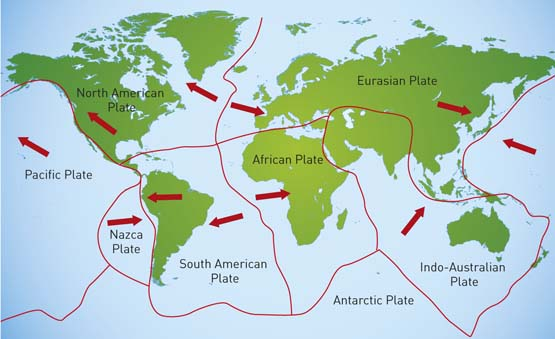 North American
Plate
Eurasian Plate
African Plate
Pacific Plate
Nazca
Plate
South American
Plate
Indo-Australian
Plate
Antarctic Plate